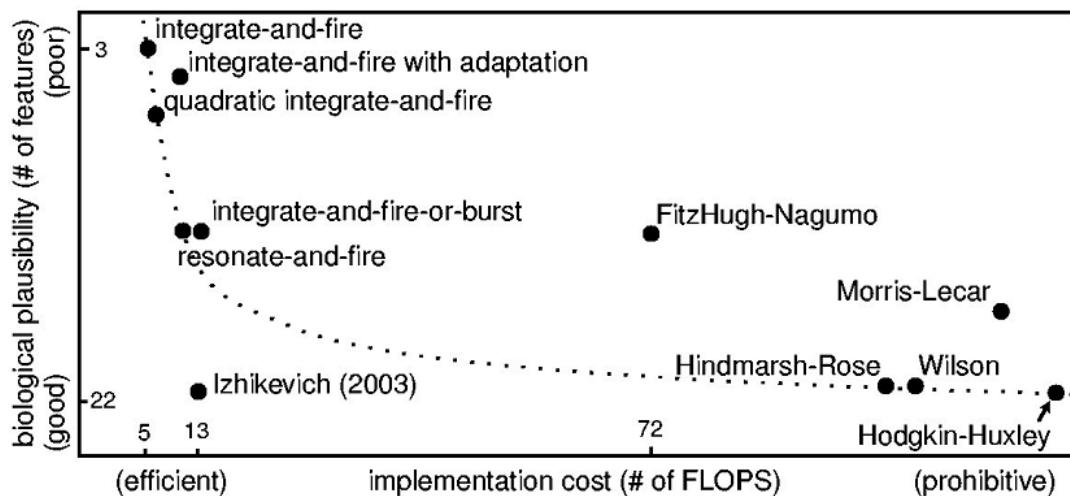 integrate-and-fire
3
integrate-and-fire with adaptation
quadratic integrate-and-fire
integrate-and-fire-or-burst
FitzHugh-Nagumo
resonate-and-fire
Morris-Lecar
Hindmarsh-Rose
Wilson
Izhikevich (2003)
22
Hodgkin-Huxley
biological plausibility (# of features)
(good)
(poor)
5
13
72
(efficient)
implementation cost (# of FLOPS)
(prohibitive)